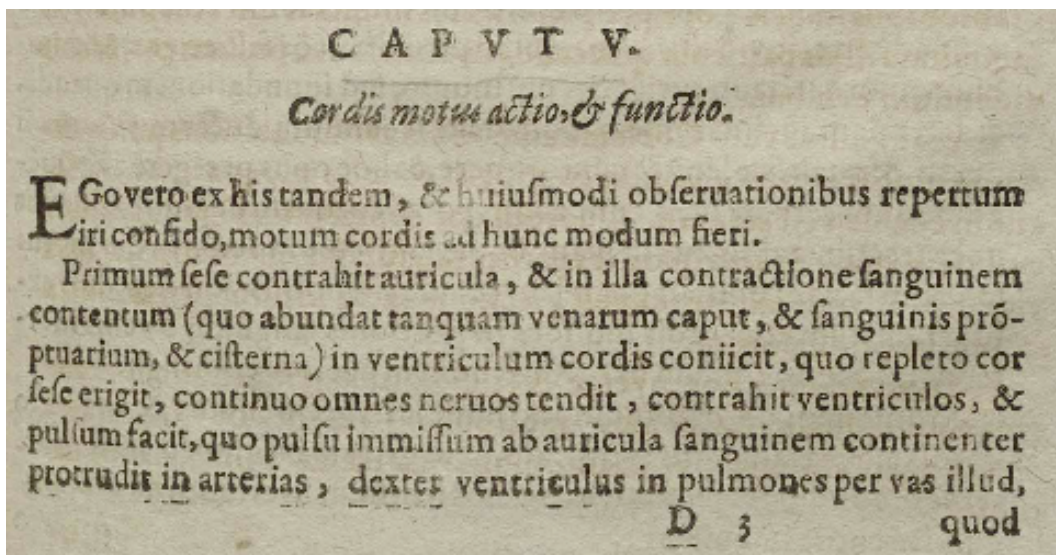 CAPVT V.
Cordis motus actio, & functio.
EGo vero ex his tandem, & huiuſmodi obſeruationibus repertum
iri confido, motum cordis ad hunc modum fieri.
Primum ſeſe contrahit auricula, & in illa contractione ſanguinem
contentum (quo abundat tanquam venarum caput, & ſanguinis prõ-
ptuarium, & ciſterna) in ventriculum cordis coniicit, quo repleto cor
ſeſe erigit, continuo omnes neruos tendit, contrahit ventriculos, &
pulſum facit, quo pulſu immiſſum ab auricula ſanguinem continenter
protrudit in arterias, dexter ventriculus in pulmones per vas illud,
D 3 quod